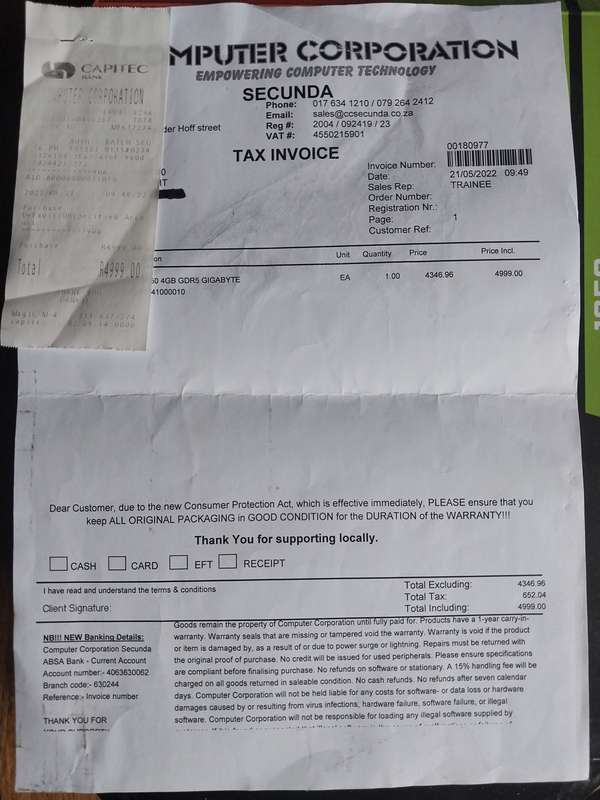 CAPITEC
BANK
MPUTER CORPORATION
EMPOWERING COMPUTER TECHNOLOGY
SECUNDA
Phone: 017 634 1210 / 079 264 2412
Email: sales@ccsecunda.co.za
Reg #: 2004 / 092419 / 23
VAT #: 4550215901
der Hoff street
TAX INVOICE
00180977
Invoice Number:
Date: 21/05/2022 09:49
Sales Rep: TRAINEE
Order Number:
Registration Nr.:
Page: 1
Customer Ref:
Purchase R4999.00
Total R4999.00
on Unit Quantity Price Price Incl.
50 4GB GDR5 GIGABYTE EA 1.00 4346.96 4999.00
41000010
Dear Customer, due to the new Consumer Protection Act, which is effective immediately, PLEASE ensure that you
keep ALL ORIGINAL PACKAGING in GOOD CONDITION for the DURATION of the WARRANTY!!!
Thank You for supporting locally.
CASH CARD EFT RECEIPT
I have read and understand the terms & conditions
Client Signature:
Total Excluding: 4346.96
Total Tax: 652.04
Total Including: 4999.00
NB!!! NEW Banking Details:
Computer Corporation Secunda
ABSA Bank - Current Account
Account number:- 4063630062
Branch code:- 630244
Reference:- Invoice number
THANK YOU FOR
Goods remain the property of Computer Corporation until fully paid for. Products have a 1-year carry-in-
warranty. Warranty seals that are missing or tampered void the warranty. Warranty is void if the product
or item is damaged by, as a result of or due to power surge or lightning. Repairs must be returned with
the original proof of purchase. No credit will be issued for used peripherals. Please ensure specifications
are compliant before finalising purchase. No refunds on software or stationary. A 15% handling fee will be
charged on all goods returned in saleable condition. No cash refunds. No refunds after seven calendar
days. Computer Corporation will not be held liable for any costs for software- or data loss or hardware
damages caused by or resulting from virus infections, hardware failure, software failure, or illegal
software. Computer Corporation will not be responsible for loading any illegal software supplied by